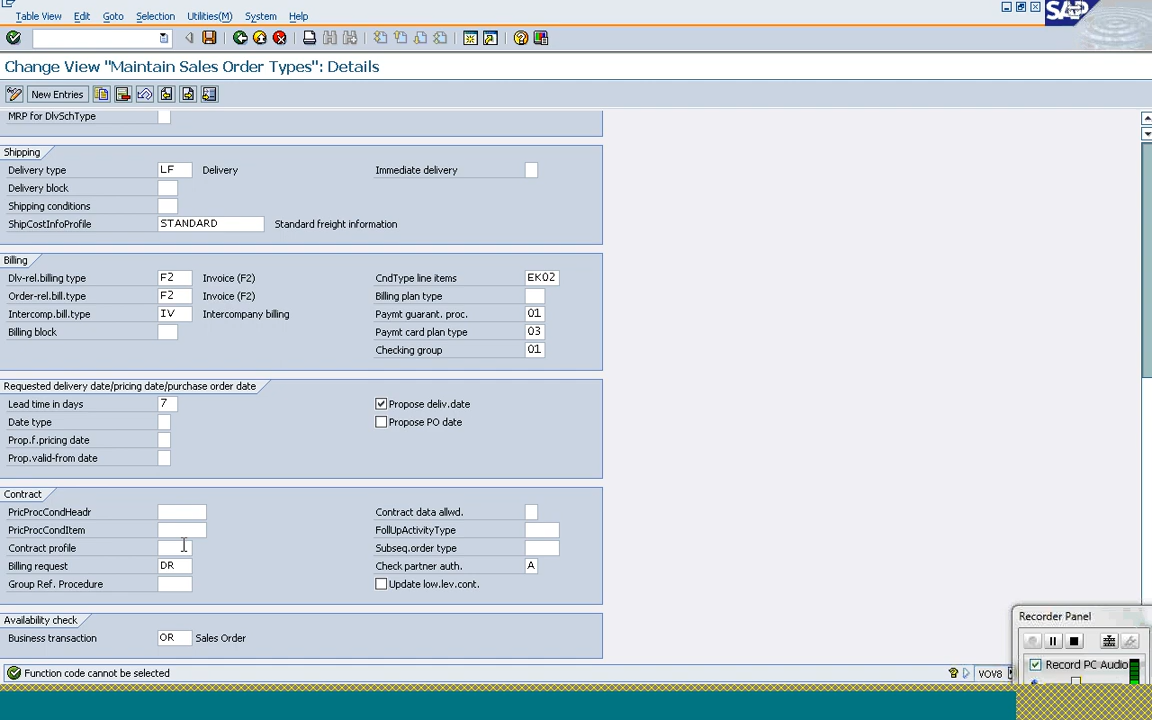 Table View Edit Goto Selection Utilities(M) System Help
SAP
Change View "Maintain Sales Order Types": Details
New Entries
MRP for DlvSchType
Shipping
Delivery type LF Delivery Immediate delivery
Delivery block
Shipping conditions
ShipCostInfoProfile STANDARD Standard freight information
Billing
Dlv-rel.billing type F2 Invoice (F2) CndType line items EK02
Order-rel.bill.type F2 Invoice (F2) Billing plan type
Intercomp.bill.type IV Intercompany billing Paymt guarant. proc. 01
Billing block Paymt card plan type 03
Checking group 01
Requested delivery date/pricing date/purchase order date
Lead time in days 7 Propose deliv.date
Date type Propose PO date
Prop.f.pricing date
Prop.valid-from date
Contract
PricProcCondHeadr Contract data allwd.
PricProcCondItem FollUpActivityType
Contract profile Subseq.order type
Billing request DR Check partner auth. A
Group Ref. Procedure Update low.lev.cont.
Availability check
Business transaction OR Sales Order
Recorder Panel
Record PC Audio
Function code cannot be selected VOV8